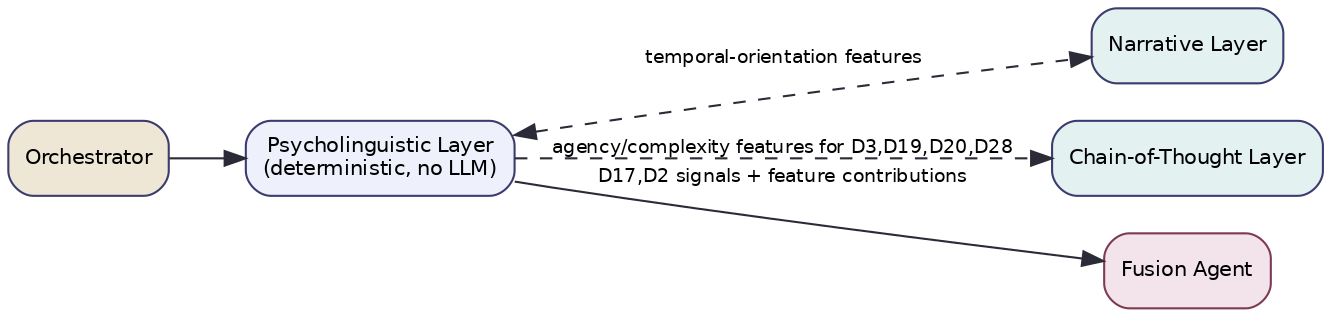 Narrative Layer
temporal-orientation features
Orchestrator
Psycholinguistic Layer
(deterministic, no LLM)
agency/complexity features for D3,D19,D20,D28
Chain-of-Thought Layer
D17,D2 signals + feature contributions
Fusion Agent